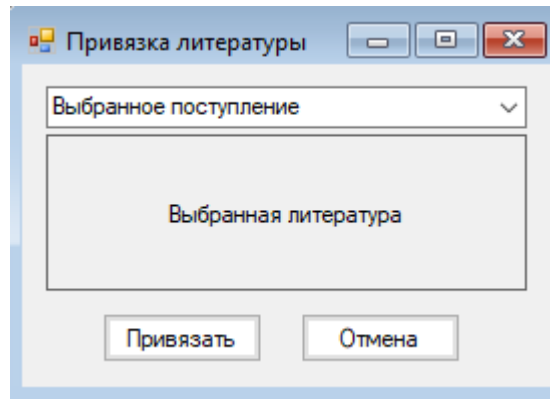 Привязка литературы
Выбранное поступление
Выбранная литература
Привязать
Отмена